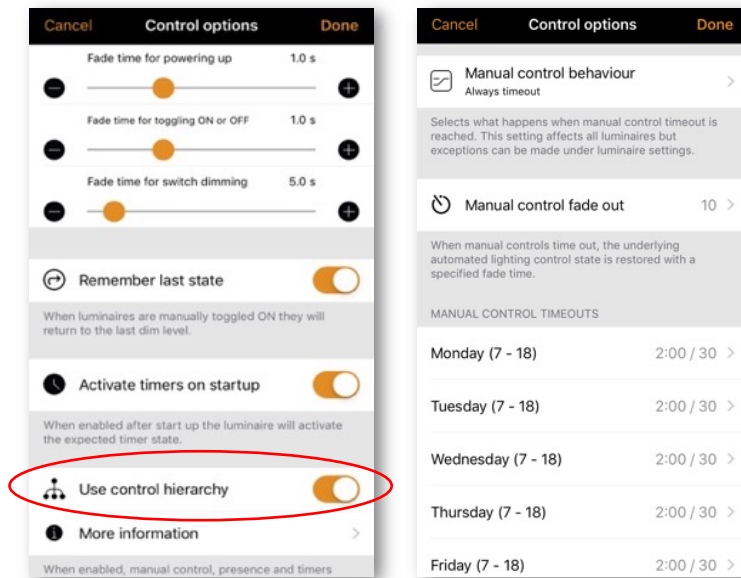 Cancel Control options Done
Fade time for powering up 1.0 s
Fade time for toggling ON or OFF 1.0 s
Fade time for switch dimming 5.0 s
Remember last state
When luminaires are manually toggled ON they will
return to the last dim level.
Activate timers on startup
When enabled after start up the luminaire will activate
the expected timer state.
Use control hierarchy
More information
When enabled, manual control, presence and timers
Cancel Control options Done
Manual control behaviour
Always timeout
Selects what happens when manual control timeout is
reached. This setting affects all luminaires but
exceptions can be made under luminaire settings.
Manual control fade out 10
When manual controls time out, the underlying
automated lighting control state is restored with a
specified fade time.
MANUAL CONTROL TIMEOUTS
Monday (7 - 18) 2:00 / 30
Tuesday (7 - 18) 2:00 / 30
Wednesday (7 - 18) 2:00 / 30
Thursday (7 - 18) 2:00 / 30
Friday (7 - 18) 2:00 / 30